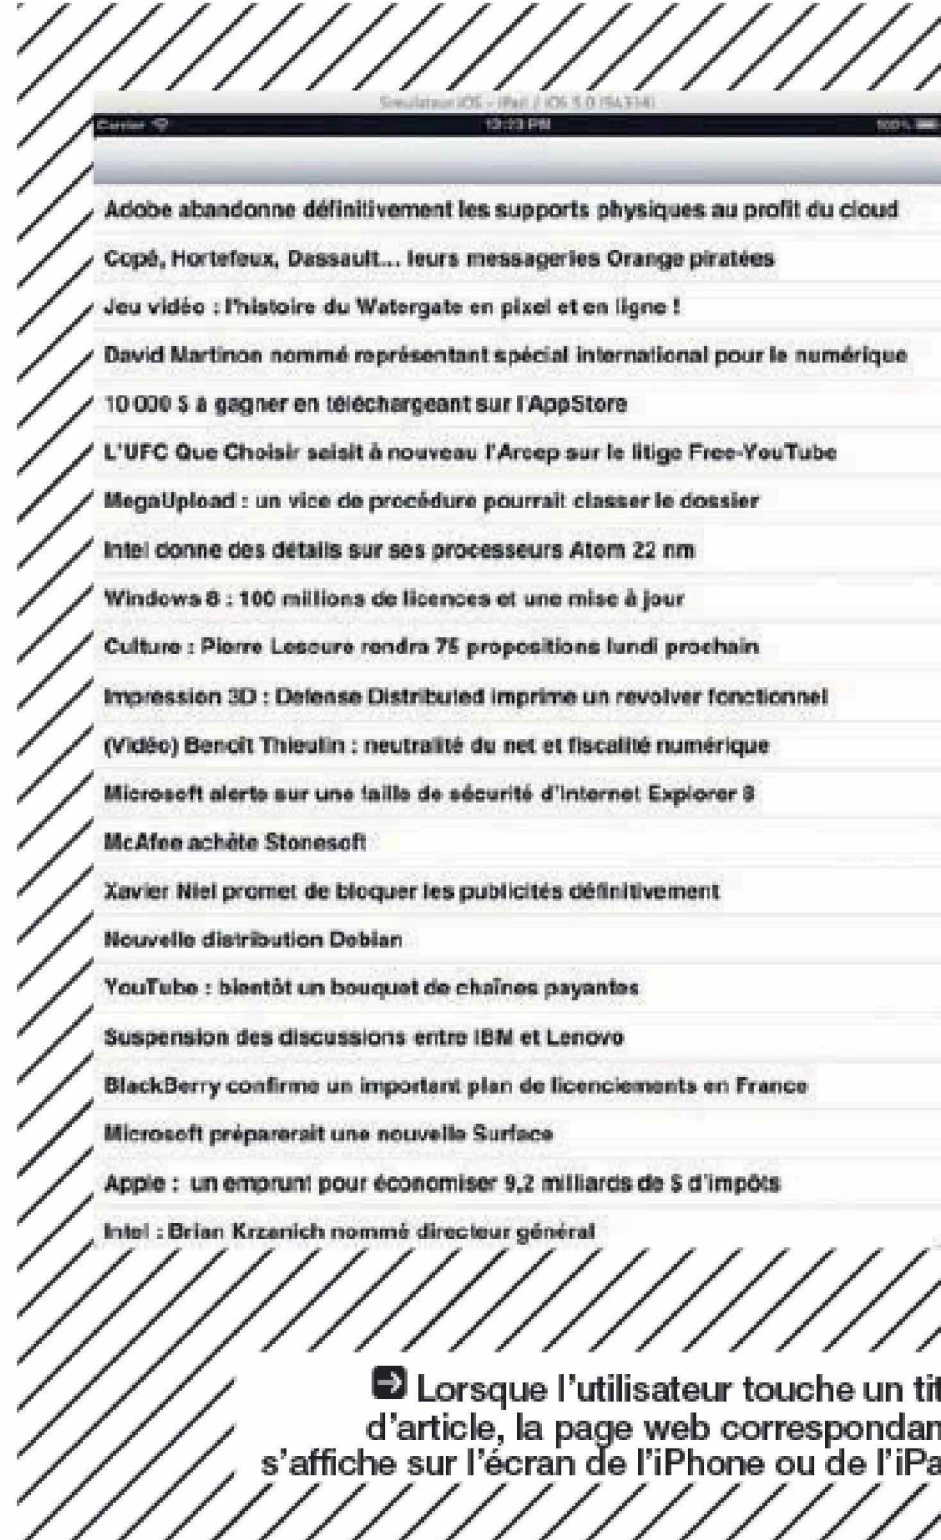 Simulateur iOS - iPad / iOS 5.0 (9A334)
Carrier 12:23 PM 100%
Adobe abandonne définitivement les supports physiques au profit du cloud
Copé, Hortefeux, Dassault... leurs messageries Orange piratées
Jeu vidéo : l'histoire du Watergate en pixel et en ligne !
David Martinon nommé représentant spécial international pour le numérique
10 000 $ à gagner en téléchargeant sur l'AppStore
L'UFC Que Choisir saisit à nouveau l'Arcep sur le litige Free-YouTube
MegaUpload : un vice de procédure pourrait classer le dossier
Intel donne des détails sur ses processeurs Atom 22 nm
Windows 8 : 100 millions de licences et une mise à jour
Culture : Pierre Lescure rendra 75 propositions lundi prochain
Impression 3D : Defense Distributed imprime un revolver fonctionnel
(Vidéo) Benoît Thieulin : neutralité du net et fiscalité numérique
Microsoft alerte sur une faille de sécurité d'Internet Explorer 8
McAfee achète Stonesoft
Xavier Niel promet de bloquer les publicités définitivement
Nouvelle distribution Debian
YouTube : bientôt un bouquet de chaînes payantes
Suspension des discussions entre IBM et Lenovo
BlackBerry confirme un important plan de licenciements en France
Microsoft préparerait une nouvelle Surface
Apple : un emprunt pour économiser 9,2 milliards de $ d'impôts
Intel : Brian Krzanich nommé directeur général
Lorsque l'utilisateur touche un tit
d'article, la page web correspondan
s'affiche sur l'écran de l'iPhone ou de l'iPa